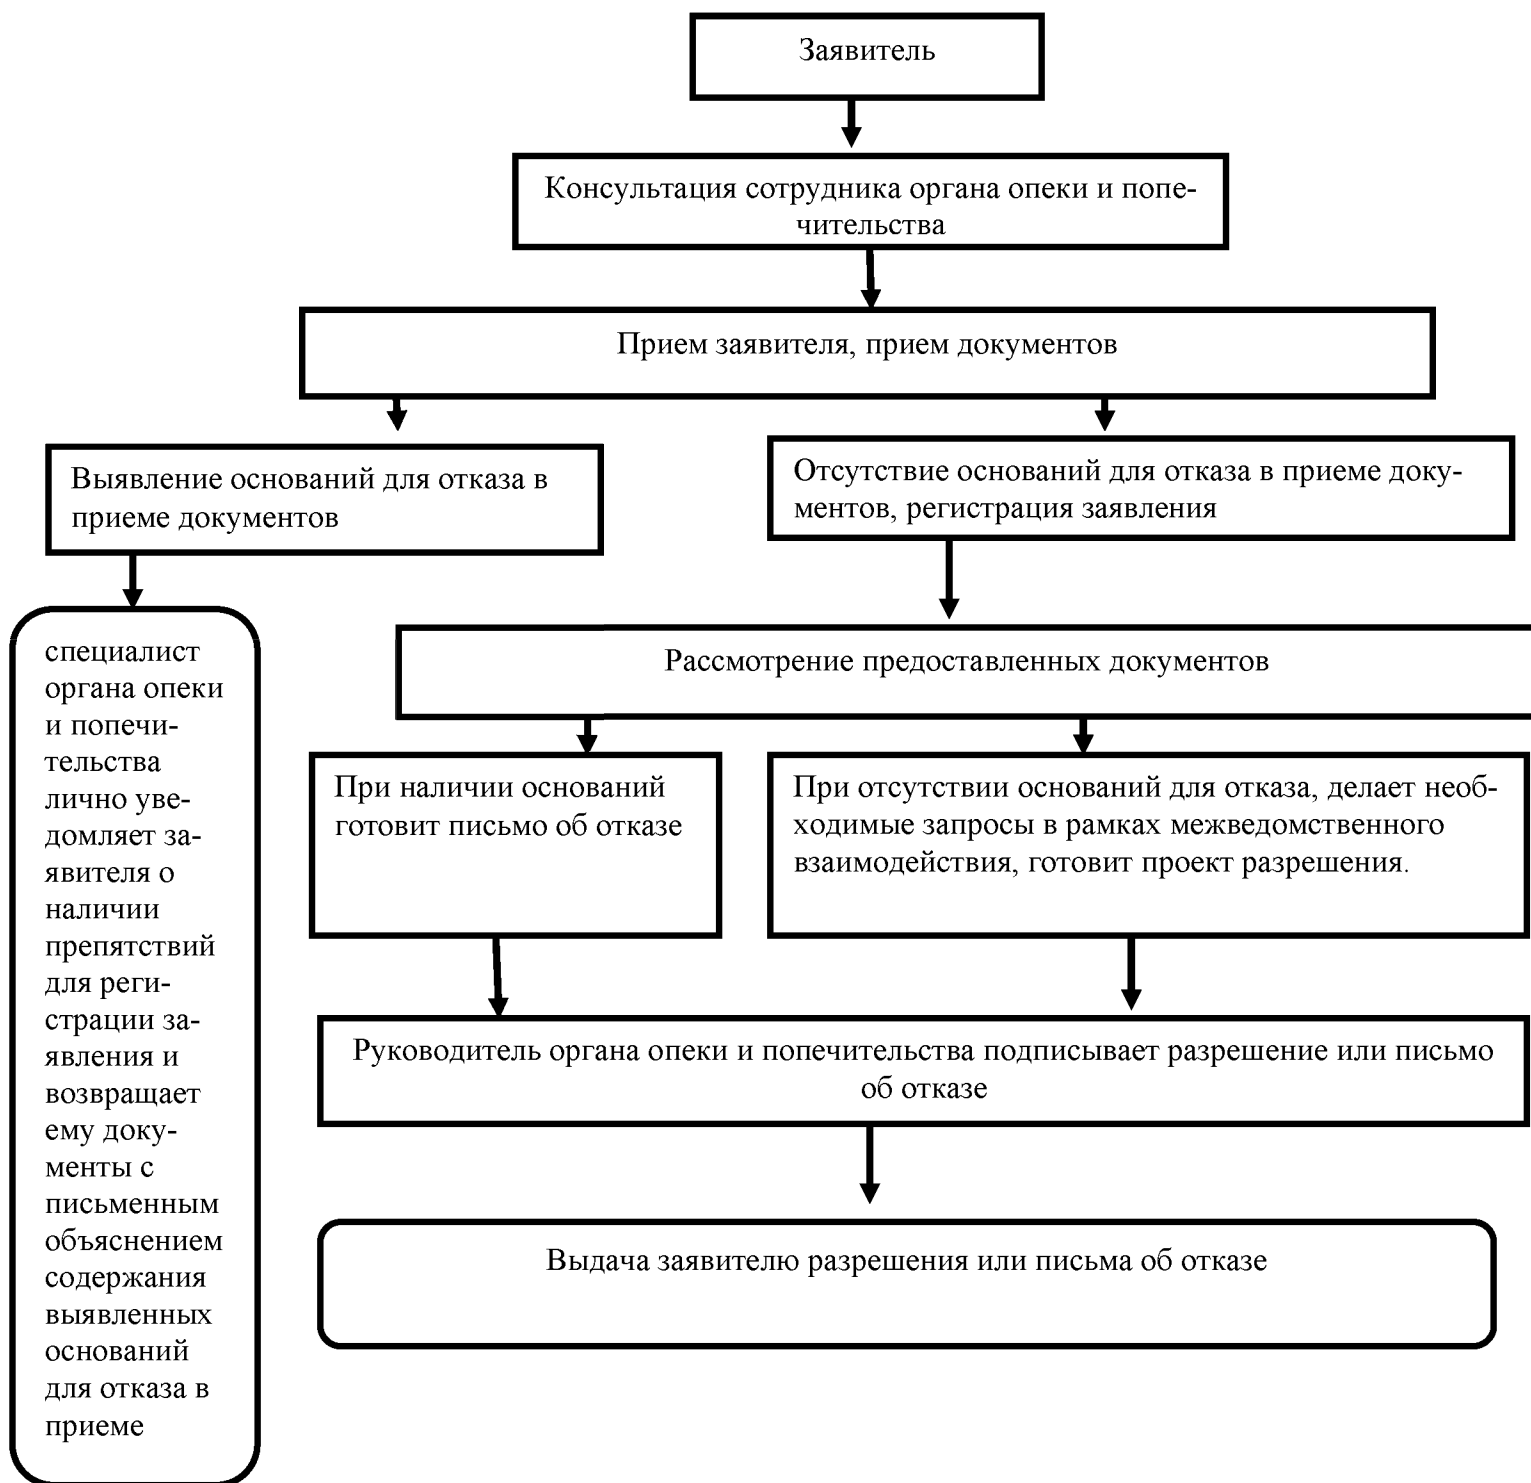 Заявитель
Консультация сотрудника органа опеки и попе-
чительства
Прием заявителя, прием документов
Выявление оснований для отказа в
приеме документов
Отсутствие оснований для отказа в приеме доку-
ментов, регистрация заявления
специалист
органа опеки
и попечи-
тельства
лично уве-
домляет за-
явителя о
наличии
препятствий
для реги-
страции за-
явления и
возвращает
ему доку-
менты с
письменным
объяснением
содержания
выявленных
оснований
для отказа в
приеме
Рассмотрение предоставленных документов
При наличии оснований
готовит письмо об отказе
При отсутствии оснований для отказа, делает необ-
ходимые запросы в рамках межведомственного
взаимодействия, готовит проект разрешения.
Руководитель органа опеки и попечительства подписывает разрешение или письмо
об отказе
Выдача заявителю разрешения или письма об отказе